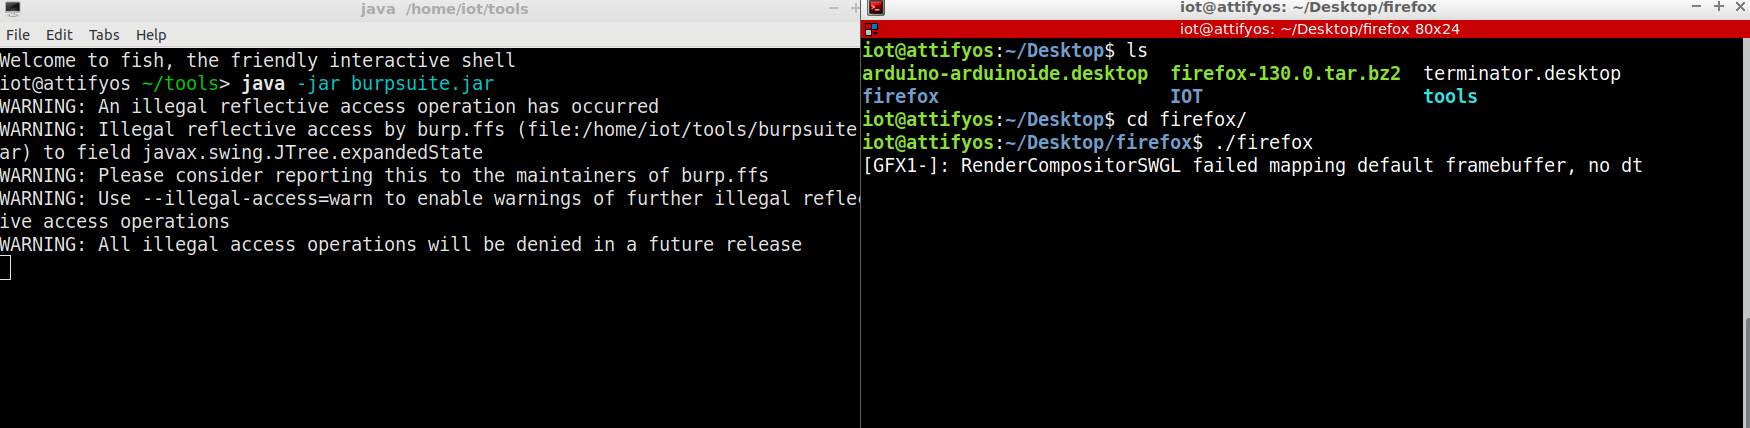 java /home/iot/tools
File Edit Tabs Help
Welcome to fish, the friendly interactive shell
iot@attifyos ~/tools> java -jar burpsuite.jar
WARNING: An illegal reflective access operation has occurred
WARNING: Illegal reflective access by burp.ffs (file:/home/iot/tools/burpsuite
ar) to field javax.swing.JTree.expandedState
WARNING: Please consider reporting this to the maintainers of burp.ffs
WARNING: Use --illegal-access=warn to enable warnings of further illegal reflec
ive access operations
WARNING: All illegal access operations will be denied in a future release
iot@attifyos: ~/Desktop/firefox
iot@attifyos: ~/Desktop/firefox 80x24
iot@attifyos:~/Desktop$ ls
arduino-arduinoide.desktop firefox-130.0.tar.bz2 terminator.desktop
firefox IOT tools
iot@attifyos:~/Desktop$ cd firefox/
iot@attifyos:~/Desktop/firefox$ ./firefox
[GFX1-]: RenderCompositorSWGL failed mapping default framebuffer, no dt